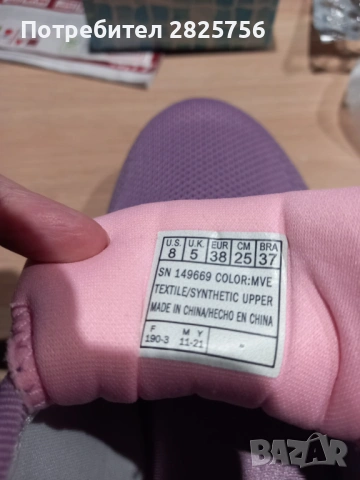 Потребител 2825756
U.S. U.K. EUR CM BRA
8 5 38 25 37
SN 149669 COLOR:MVE
TEXTILE/SYNTHETIC UPPER
MADE IN CHINA/HECHO EN CHINA
F M Y
190-3 11-21 -
BAZAR